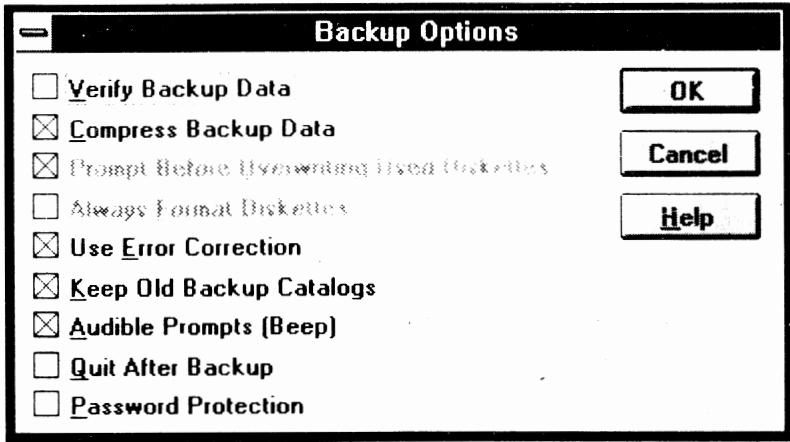 Backup Options
Verify Backup Data
Compress Backup Data
Prompt Before Overwriting Used Diskettes
Always Format Diskettes
Use Error Correction
Keep Old Backup Catalogs
Audible Prompts (Beep)
Quit After Backup
Password Protection
OK
Cancel
Help